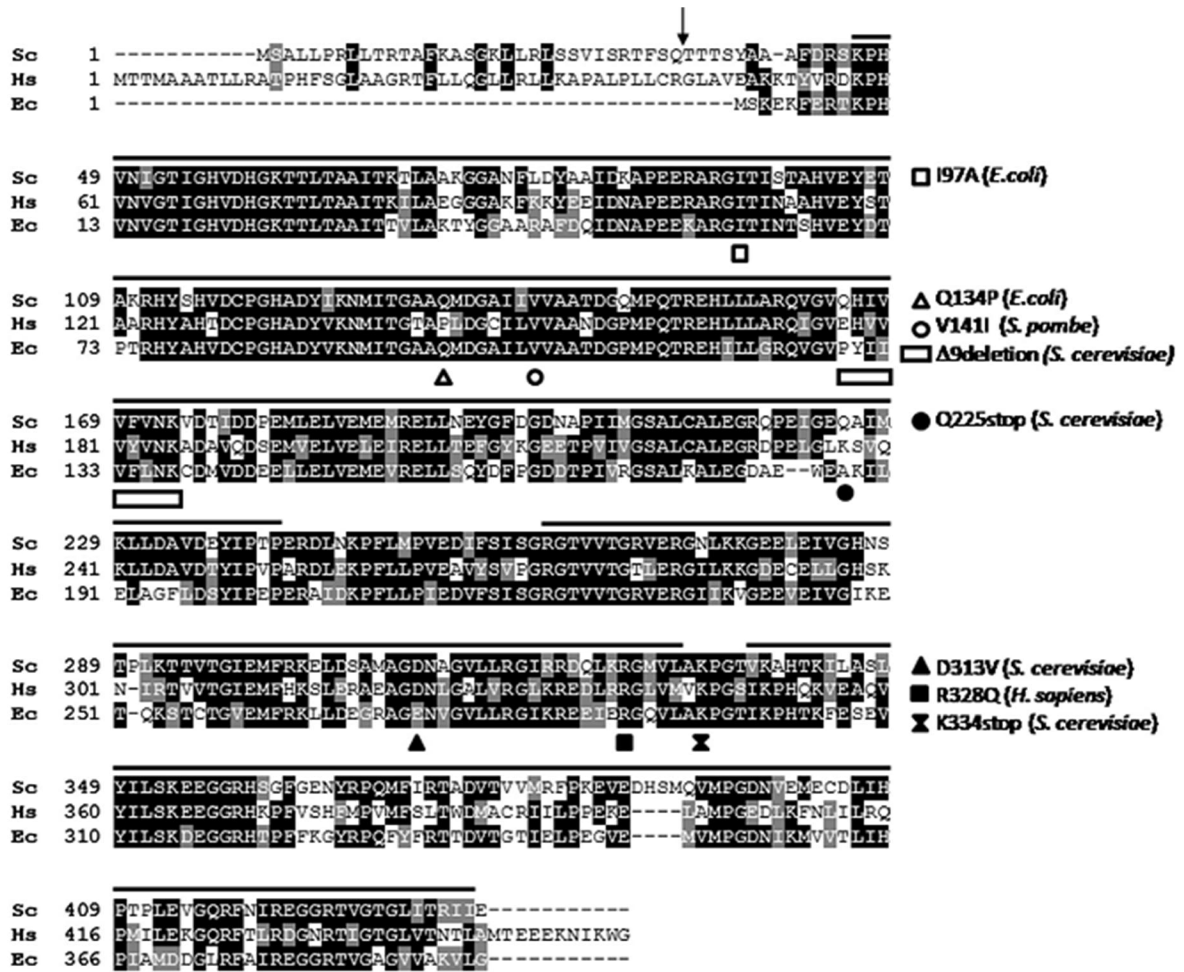 Sc 1 -----------MSALLPRLLTRTAFKASGKLLRLSSVISRTFSQTTTSYAA-AFDRSKPH
Hs 1 MTTMAAATLLRATPHFSGLAAGRTFLLQGLLRLLKAPALPLLCRGLAVEAKKTYVRDKPH
Ec 1 ------------------------------------------------MSKEKFERTKPH
Sc 49 VNIGTIGHVDHGKTTLTAAITKTLAAKGGANFLDYAAIDKAPEERARGITISTAHVEYET
Hs 61 VNVGTIGHVDHGKTTLTAAITKILAEGGGAKFKKYEEIDNAPEERARGITINAAHVEYST
Ec 13 VNVGTIGHVDHGKTTLTAAITTVLAKTYGGAARAFDQIDNAPEEKARGITINTSHVEYDT
□ I97A (E.coli)
Sc 109 AKRHYSHVDCPGHADYIKNMITGAAQMDGAIIVVAATDGQMPQTREHLLLARQVGVQHIV
Hs 121 AARHYAHTDCPGHADYVKNMITGTAPLDGCILVVAANDGPMPQTREHLLLARQIGVEHVV
Ec 73 PTRHYAHVDCPGHADYVKNMITGAAQMDGAILVVAATDGPMPQTREHILLGRQVGVPYII
△ Q134P (E.coli)
○ V141I (S. pombe)
▭ Δ9deletion (S. cerevisiae)
Sc 169 VFVNKVDTIDDPEMLELVEMEMRELLNEYGFDGDNAPIIMGSALCALEGRQPEIGEQAIM
Hs 181 VYVNKADAVQDSEMVELVELEIRELLTEFGYKGEETPVIVGSALCALEGRDPELGLKSVQ
Ec 133 VFLNKCDMVDDEELLELVEMEVRELLSQYDFPGDDTPIVRGSALKALEGDAE--WEAKIL
● Q225stop (S. cerevisiae)
Sc 229 KLLDAVDEYIPTPERDLNKPFLMPVEDIFSISGRGTVVTGRVERGNLKKGEELEIVGHNS
Hs 241 KLLDAVDTYIPVPARDLEKPFLLPVEAVYSVPGRGTVVTGTLERGILKKGDECELLGHSK
Ec 191 ELAGFLDSYIPEPERAIDKPFLLPIEDVFSISGRGTVVTGRVERGIIKVGEEVEIVGIKE
Sc 289 TPLKTTVTGIEMFRKELDSAMAGDNAGVLLRGIRRDQLKRGMVLAKPGTVKAHTKILASL
Hs 301 N-IRTVVTGIEMFHKSLERAEAGDNLGALVRGLKREDLRRGLVMVKPGSIKPHQKVEAQV
Ec 251 T-QKSTCTGVEMFRKLLDEGRAGENVGVLLRGIKREEIERGQVLAKPGTIKPHTKFESEV
▲ D313V (S. cerevisiae)
■ R328Q (H. sapiens)
⧗ K334stop (S. cerevisiae)
Sc 349 YILSKEEGGRHSGFGENYRPQMFIRTADVTVVMRFPKEVEDHSMQVMPGDNVEMECDLIH
Hs 360 YILSKEEGGRHKPFVSHFMPVMFSLTWDMACRIILPPEKE----LAMPGEDLKFNLILRQ
Ec 310 YILSKDEGGRHTPFFKGYRPQFYFRTTDVTGTIELPEGVE----MVMPGDNIKMVVTLIH
Sc 409 PTPLEVGQRFNIREGGRTVGTGLITRIIE-----------
Hs 416 PMILEKGQRFTLRDGNRTIGTGLVTNTLAMTEEEKNIKWG
Ec 366 PIAMDDGLRFAIREGGRTVGAGVVAKVLG-----------